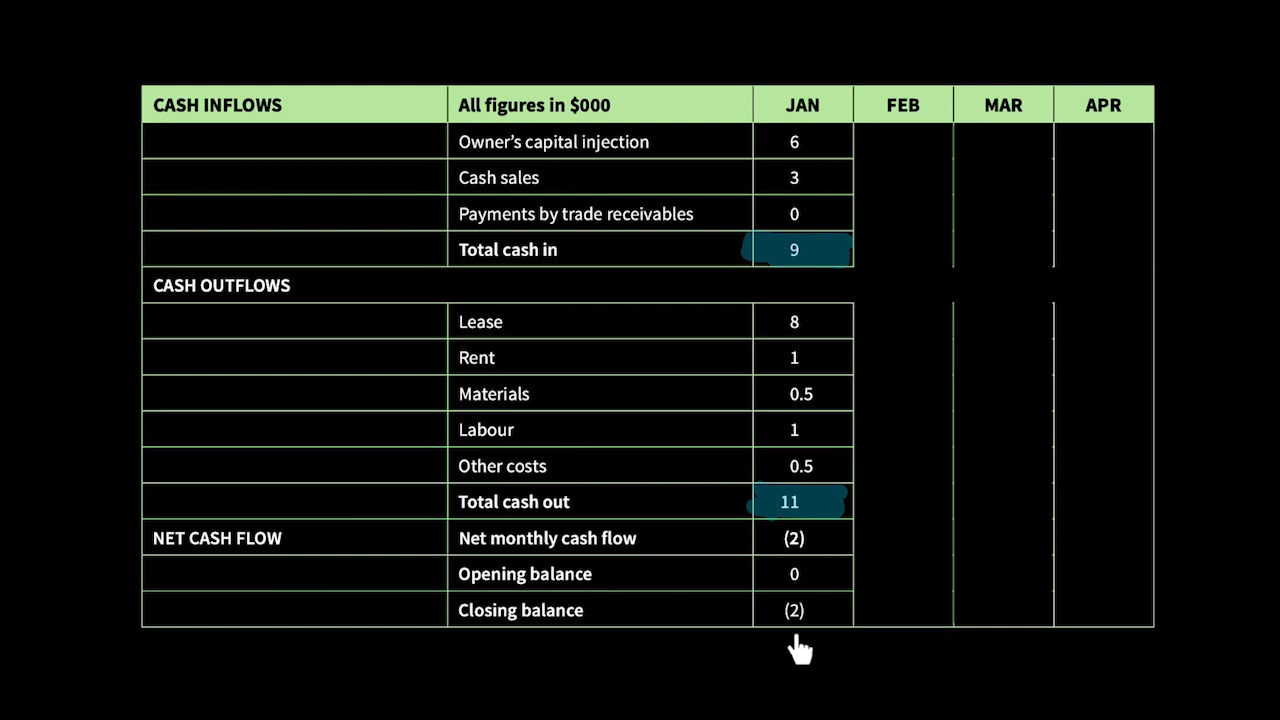 CASH INFLOWS All figures in $000 JAN FEB MAR APR
Owner’s capital injection 6
Cash sales 3
Payments by trade receivables 0
Total cash in 9
CASH OUTFLOWS
Lease 8
Rent 1
Materials 0.5
Labour 1
Other costs 0.5
Total cash out 11
NET CASH FLOW Net monthly cash flow (2)
Opening balance 0
Closing balance (2)